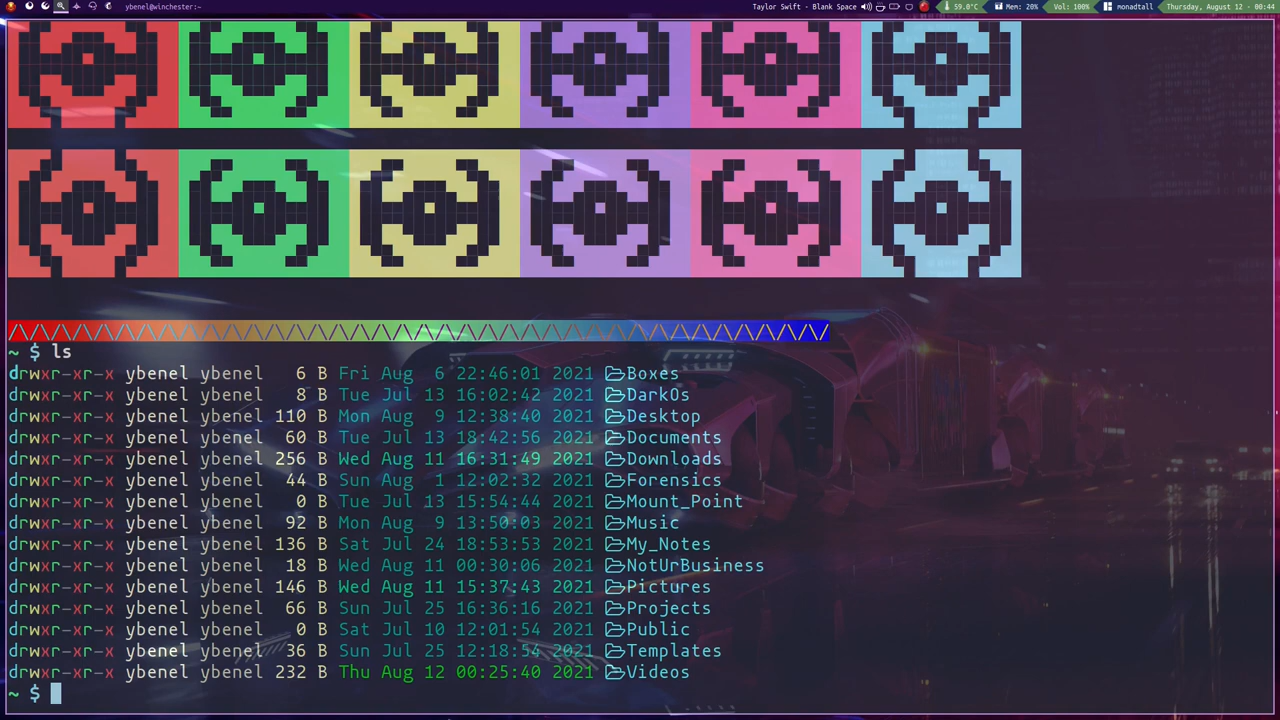 ybenel@winchester:~ Taylor Swift - Blank Space 59.0°C Mem: 20% Vol: 100% monadtall Thursday, August 12 - 00:44
/\/\/\/\/\/\/\/\/\/\/\/\/\/\/\/\/\/\/\/\/\/\/\/\/\/\/\/\/\/\/\/\/\/\/\/\/\/\/
~ $ ls
drwxr-xr-x ybenel ybenel 6 B Fri Aug 6 22:46:01 2021 Boxes
drwxr-xr-x ybenel ybenel 8 B Tue Jul 13 16:02:42 2021 DarkOs
drwxr-xr-x ybenel ybenel 110 B Mon Aug 9 12:38:40 2021 Desktop
drwxr-xr-x ybenel ybenel 60 B Tue Jul 13 18:42:56 2021 Documents
drwxr-xr-x ybenel ybenel 256 B Wed Aug 11 16:31:49 2021 Downloads
drwxr-xr-x ybenel ybenel 44 B Sun Aug 1 12:02:32 2021 Forensics
drwxr-xr-x ybenel ybenel 0 B Tue Jul 13 15:54:44 2021 Mount_Point
drwxr-xr-x ybenel ybenel 92 B Mon Aug 9 13:50:03 2021 Music
drwxr-xr-x ybenel ybenel 136 B Sat Jul 24 18:53:53 2021 My_Notes
drwxr-xr-x ybenel ybenel 18 B Wed Aug 11 00:30:06 2021 NotUrBusiness
drwxr-xr-x ybenel ybenel 146 B Wed Aug 11 15:37:43 2021 Pictures
drwxr-xr-x ybenel ybenel 66 B Sun Jul 25 16:36:16 2021 Projects
drwxr-xr-x ybenel ybenel 0 B Sat Jul 10 12:01:54 2021 Public
drwxr-xr-x ybenel ybenel 36 B Sun Jul 25 12:18:54 2021 Templates
drwxr-xr-x ybenel ybenel 232 B Thu Aug 12 00:25:40 2021 Videos
~ $